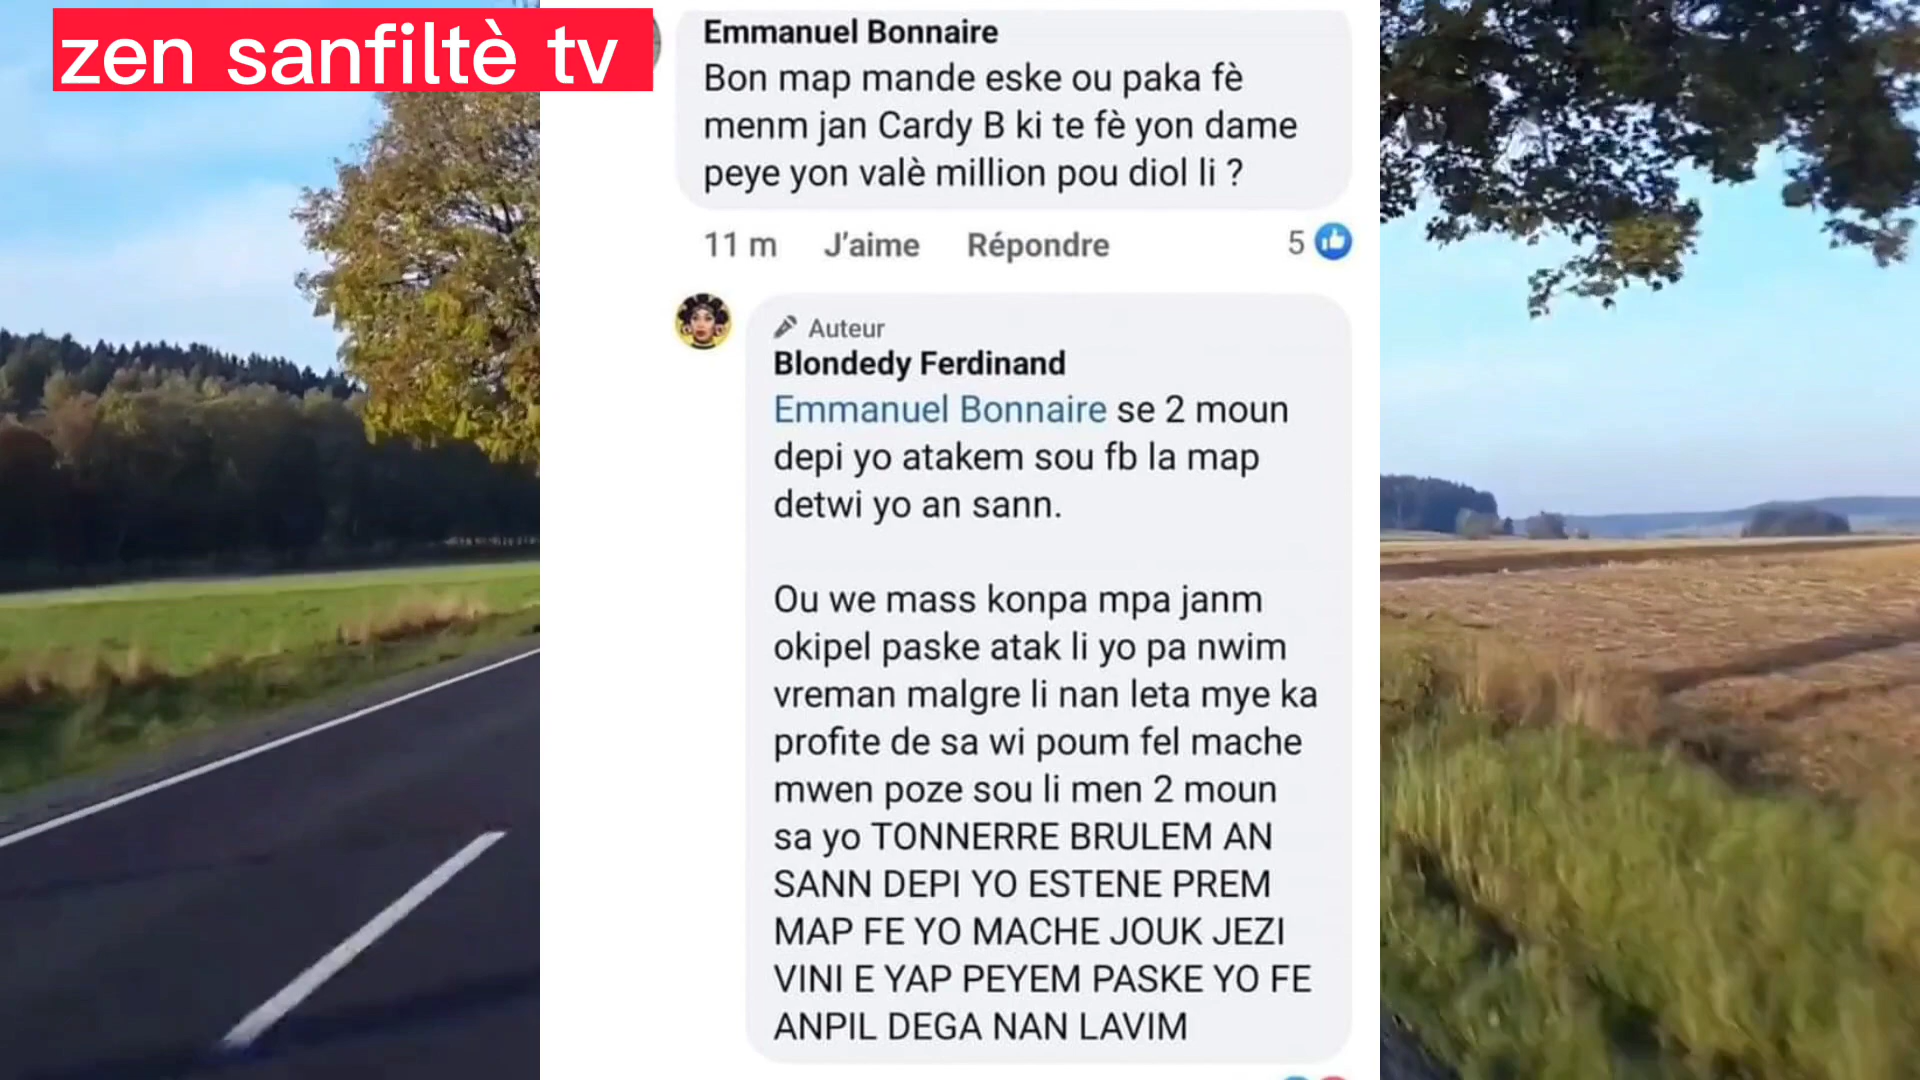 zen sanfiltè tv
Emmanuel Bonnaire
Bon map mande eske ou paka fè
menm jan Cardy B ki te fè yon dame
peye yon valè million pou diol li ?
11 m J'aime Répondre 5
Auteur
Blondedy Ferdinand
Emmanuel Bonnaire se 2 moun
depi yo atakem sou fb la map
detwi yo an sann.
Ou we mass konpa mpa janm
okipel paske atak li yo pa nwim
vreman malgre li nan leta mye ka
profite de sa wi poum fel mache
mwen poze sou li men 2 moun
sa yo TONNERRE BRULEM AN
SANN DEPI YO ESTENE PREM
MAP FE YO MACHE JOUK JEZI
VINI E YAP PEYEM PASKE YO FE
ANPIL DEGA NAN LAVIM